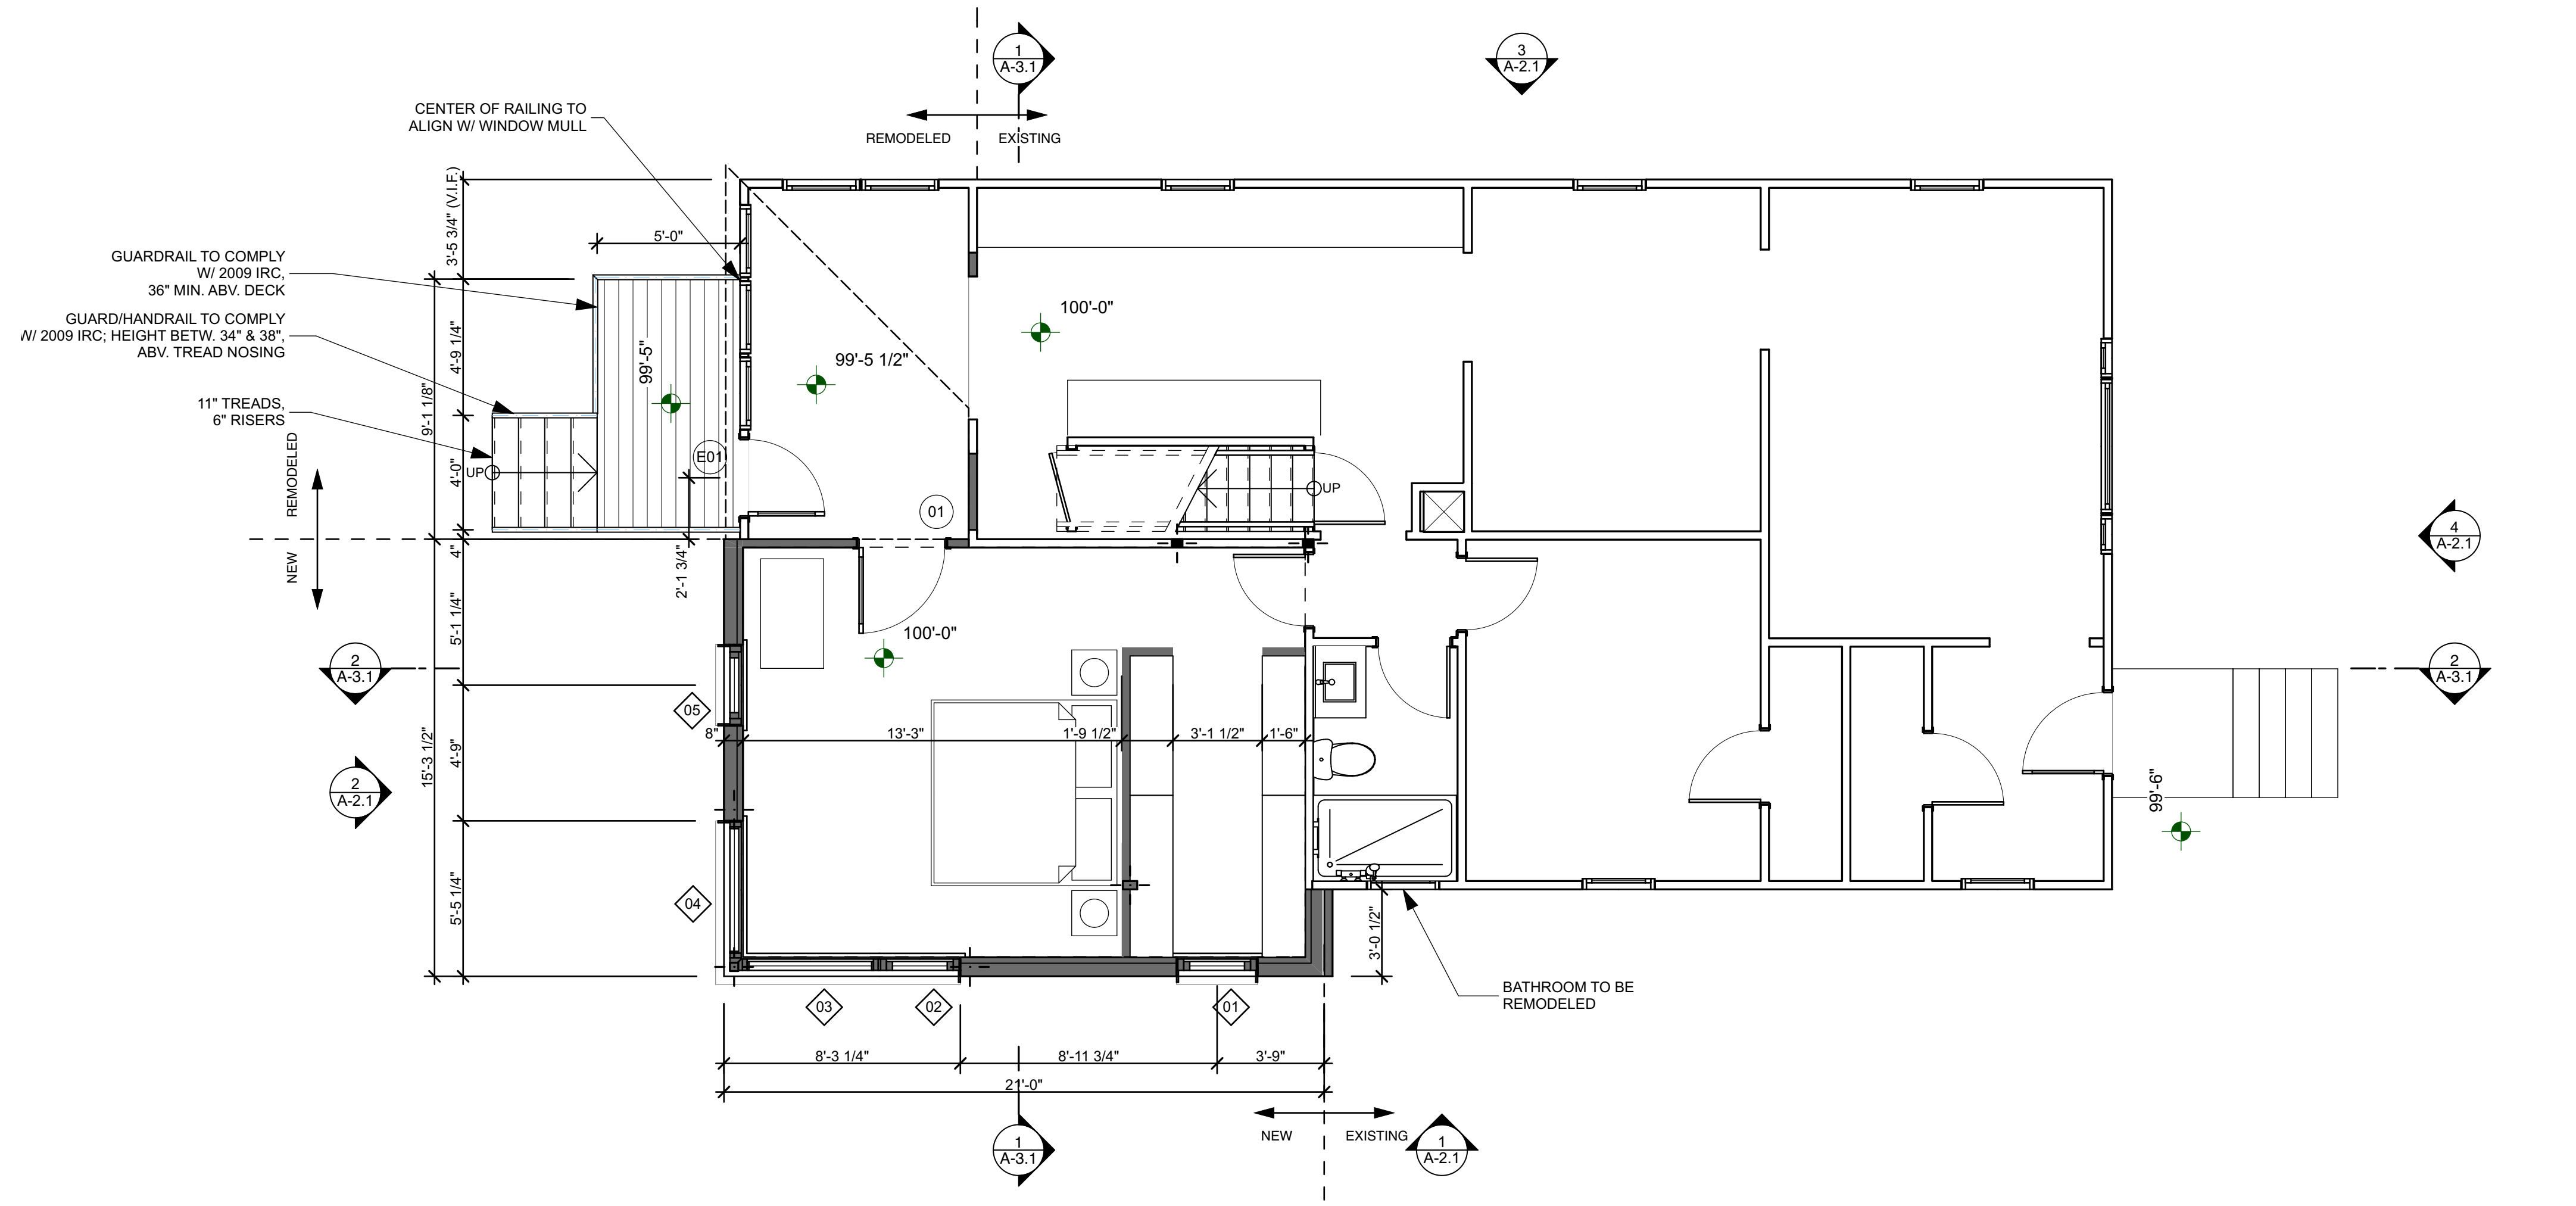 1
A-3.1
3
A-2.1
CENTER OF RAILING TO
ALIGN W/ WINDOW MULL
REMODELED
EXISTING
3'-5 3/4" (V.I.F.)
5'-0"
GUARDRAIL TO COMPLY
W/ 2009 IRC,
36" MIN. ABV. DECK
100'-0"
GUARD/HANDRAIL TO COMPLY
W/ 2009 IRC; HEIGHT BETW. 34" & 38",
ABV. TREAD NOSING
4'-9 1/4"
99'-5"
99'-5 1/2"
9'-1 1/8"
11" TREADS,
6" RISERS
REMODELED
NEW
4'-0"
UP
E01
UP
01
4"
2'-1 3/4"
4
A-2.1
5'-1 1/4"
100'-0"
2
A-3.1
2
A-3.1
05
8"
13'-3"
1'-9 1/2"
3'-1 1/2"
1'-6"
15'-3 1/2"
4'-9"
2
A-2.1
99'-6"
5'-5 1/4"
04
3'-0 1/2"
03
02
01
BATHROOM TO BE
REMODELED
8'-3 1/4"
8'-11 3/4"
3'-9"
21'-0"
NEW
EXISTING
1
A-3.1
1
A-2.1